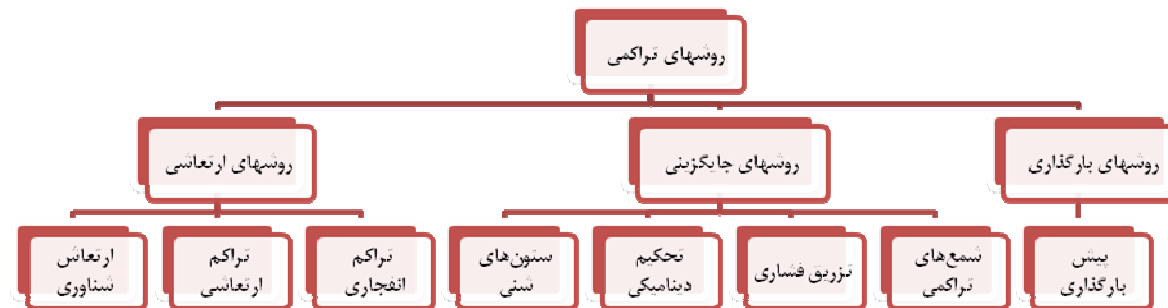 روشهای تراکمی
روشهای بارگذاری
روشهای جایگزینی
روشهای ارتعاشی
پیش
بارگذاری
شمع‌های
تراکمی
تزریق فشاری
تحکیم
دینامیکی
ستون‌های
شنی
تراکم
انفجاری
تراکم
ارتعاشی
ارتعاش
شناوری